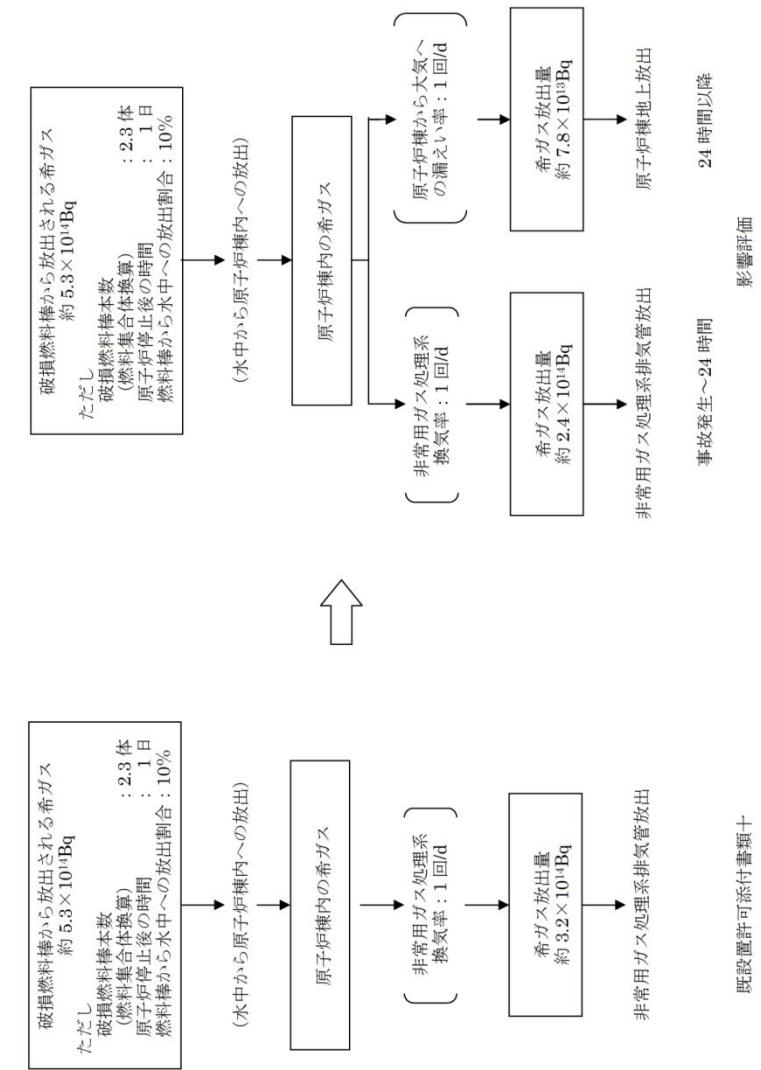 破損燃料棒から放出される希ガス
約 5.3×10¹⁴Bq
ただし
破損燃料棒本数
(燃料集合体換算) : 2.3 体
原子炉停止後の時間 : 1 日
燃料棒から水中への放出割合 : 10%
(水中から原子炉棟内への放出)
原子炉棟内の希ガス
非常用ガス処理系
換気率 : 1 回/d
希ガス放出量
約 3.2×10¹⁴Bq
非常用ガス処理系排気管放出
既設置許可添付書類十
破損燃料棒から放出される希ガス
約 5.3×10¹⁴Bq
ただし
破損燃料棒本数
(燃料集合体換算) : 2.3 体
原子炉停止後の時間 : 1 日
燃料棒から水中への放出割合 : 10%
(水中から原子炉棟内への放出)
原子炉棟内の希ガス
非常用ガス処理系
換気率 : 1 回/d
希ガス放出量
約 2.4×10¹⁴Bq
非常用ガス処理系排気管放出
事故発生～24 時間
原子炉棟から大気へ
の漏えい率 : 1 回/d
希ガス放出量
約 7.8×10¹³Bq
原子炉棟地上放出
24 時間以降
影響評価